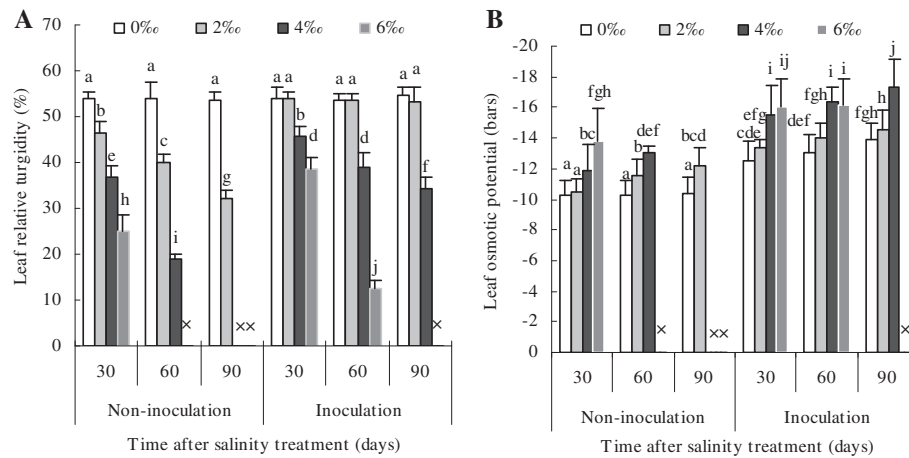 A
0‰ 2‰ 4‰ 6‰
70
60
50
40
30
20
10
0
Leaf relative turgidity (%)
a b e h a c i × a g × × a a b d a a d j a a f ×
30 60 90 30 60 90
Non-inoculation Inoculation
Time after salinity treatment (days)
B
0‰ 2‰ 4‰ 6‰
-20
-18
-16
-14
-12
-10
-8
-6
-4
-2
0
Leaf osmotic potential (bars)
a a bc fgh a b def × a bcd × × cde efg i ij def fgh i i fgh h j ×
30 60 90 30 60 90
Non-inoculation Inoculation
Time after salinity treatment (days)